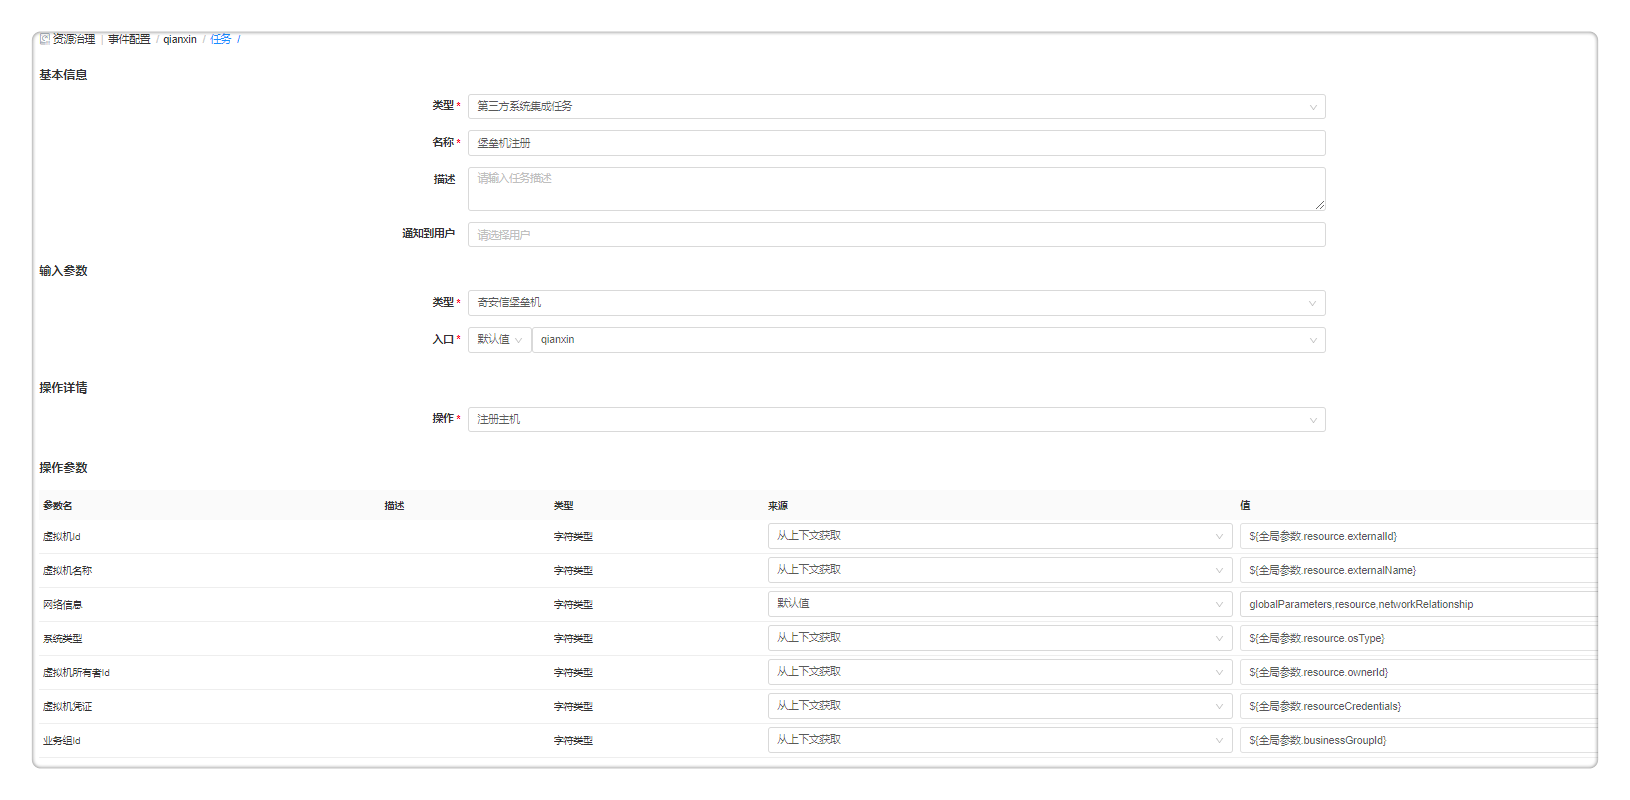 资源治理 | 事件配置 / qianxin / 任务 /
基本信息
类型 * 第三方系统集成任务
名称 * 堡垒机注册
描述 请输入任务描述
通知到用户 请选择用户
输入参数
类型 * 奇安信堡垒机
入口 * 默认值 qianxin
操作详情
操作 * 注册主机
操作参数
参数名 描述 类型 来源 值
虚拟机Id 字符类型 从上下文获取 ${全局参数.resource.externalId}
虚拟机名称 字符类型 从上下文获取 ${全局参数.resource.externalName}
网络信息 字符类型 默认值 globalParameters,resource,networkRelationship
系统类型 字符类型 从上下文获取 ${全局参数.resource.osType}
虚拟机所有者Id 字符类型 从上下文获取 ${全局参数.resource.ownerId}
虚拟机凭证 字符类型 从上下文获取 ${全局参数.resourceCredentials}
业务组Id 字符类型 从上下文获取 ${全局参数.businessGroupId}